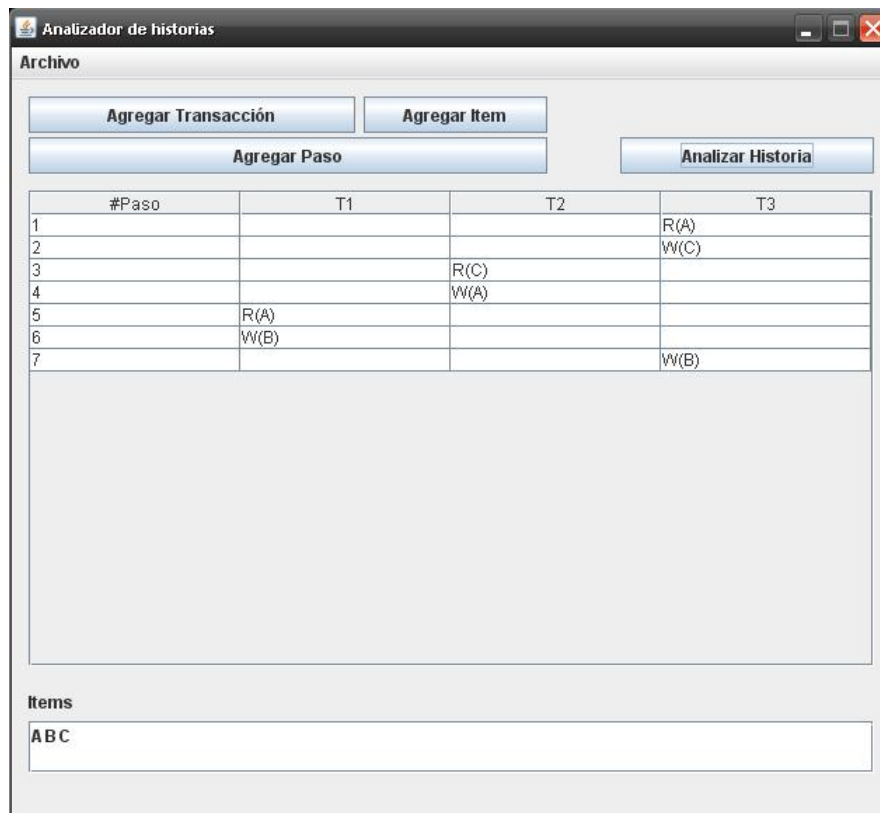 Analizador de historias
Archivo
Agregar Transacción Agregar Item
Agregar Paso Analizar Historia
#Paso T1 T2 T3
1 R(A)
2 W(C)
3 R(C)
4 W(A)
5 R(A)
6 W(B)
7 W(B)
Items
A B C